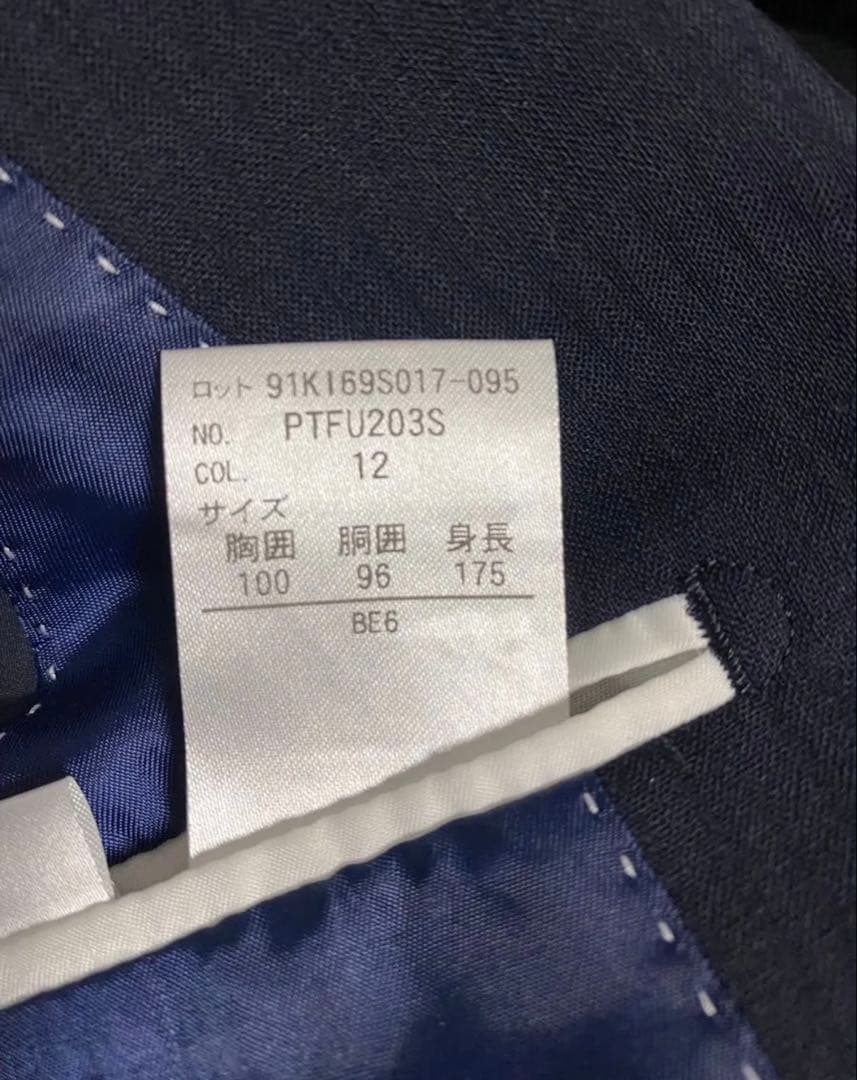 ロット 91KI69S017-095
NO. PTFU203S
COL. 12
サイズ
胸囲 胴囲 身長
100 96 175
BE6